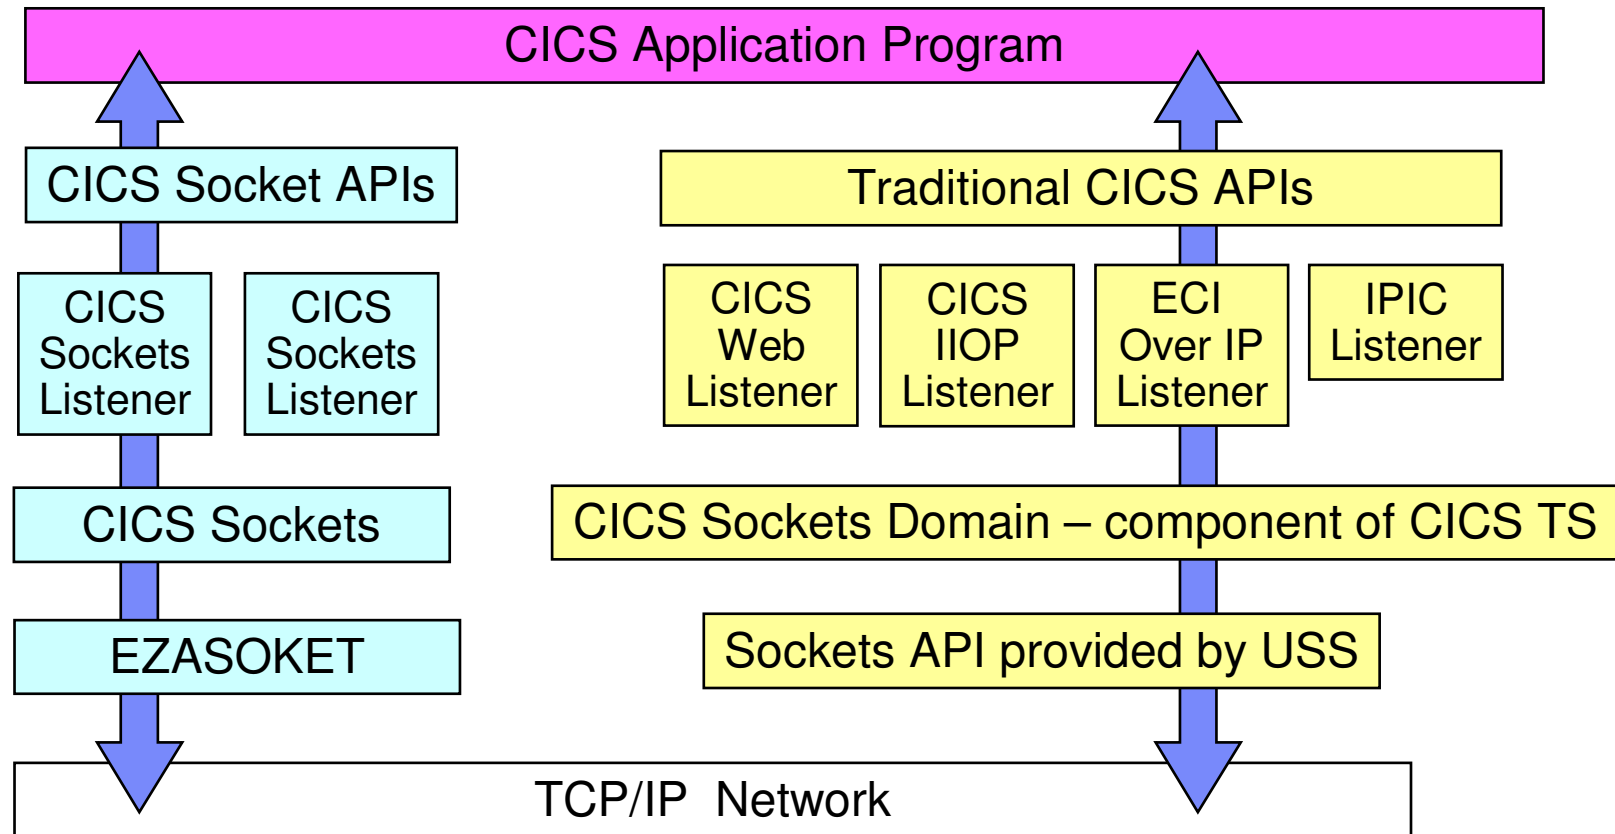 CICS Application Program
CICS Socket APIs
Traditional CICS APIs
CICS
Sockets
Listener
CICS
Sockets
Listener
CICS
Web
Listener
CICS
IIOP
Listener
ECI
Over IP
Listener
IPIC
Listener
CICS Sockets
CICS Sockets Domain – component of CICS TS
EZASOKET
Sockets API provided by USS
TCP/IP Network